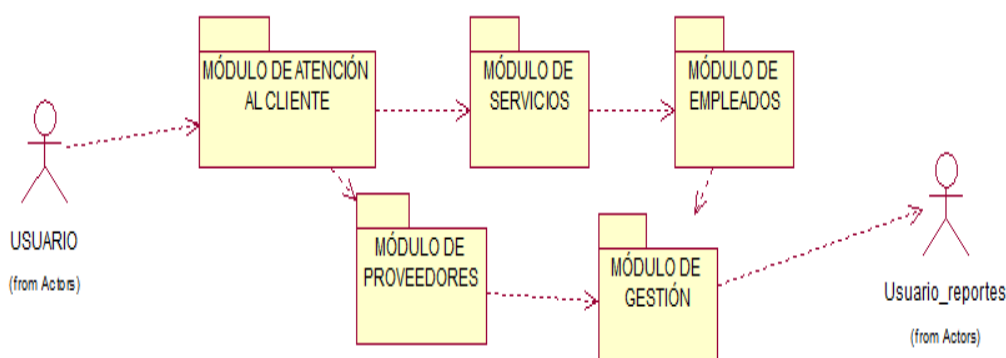 MÓDULO DE ATENCIÓN
AL CLIENTE
MÓDULO DE
SERVICIOS
MÓDULO DE
EMPLEADOS
USUARIO
(from Actors)
MÓDULO DE
PROVEEDORES
MÓDULO DE
GESTIÓN
Usuario_reportes
(from Actors)